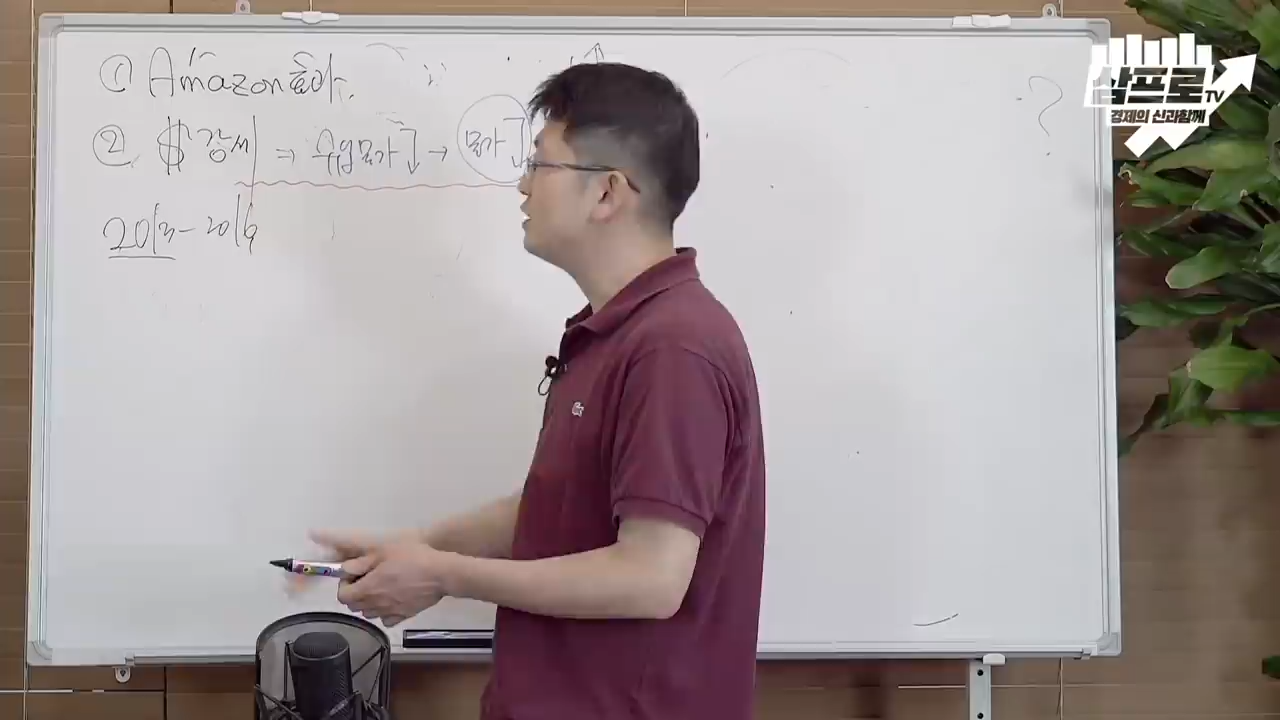 ① Amazon 효과.
② $ 강세 ⇒ 수입물가↓ → 물가↓
2013-2016
?
삼프로TV
경제의 신과함께